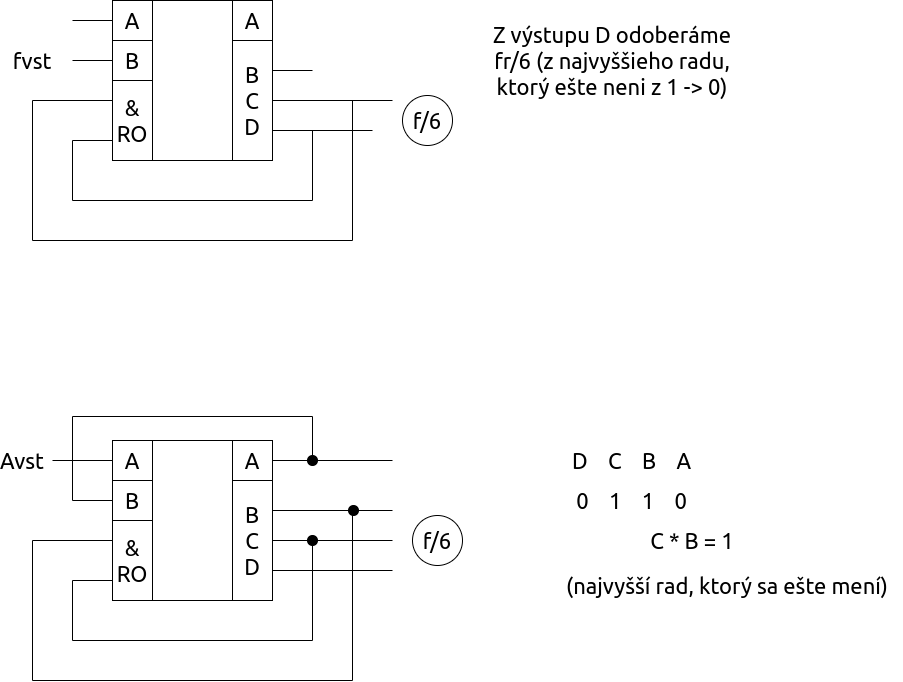 A A
fvst B
B
& C
RO D
f/6
Z výstupu D odoberáme
fr/6 (z najvyššieho radu,
ktorý ešte neni z 1 -> 0)
Avst A A
B
B
& C
RO D
f/6
D C B A
0 1 1 0
C * B = 1
(najvyšší rad, ktorý sa ešte mení)